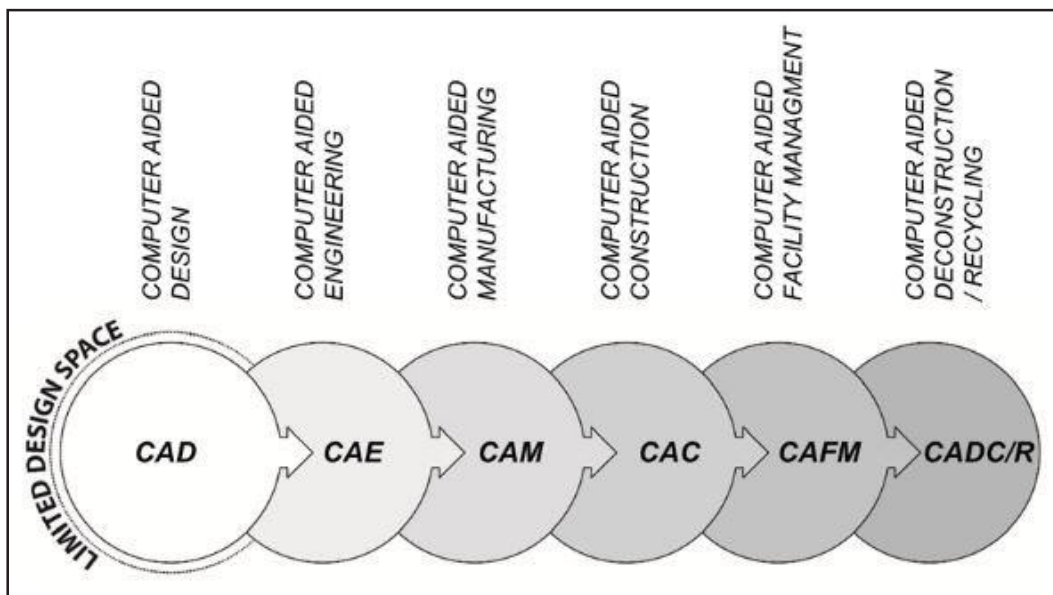 COMPUTER AIDED
DESIGN
COMPUTER AIDED
ENGINEERING
COMPUTER AIDED
MANUFACTURING
COMPUTER AIDED
CONSTRUCTION
COMPUTER AIDED
FACILITY MANAGMENT
COMPUTER AIDED
DECONSTRUCTION
/ RECYCLING
LIMITED DESIGN SPACE
CAD
CAE
CAM
CAC
CAFM
CADC/R